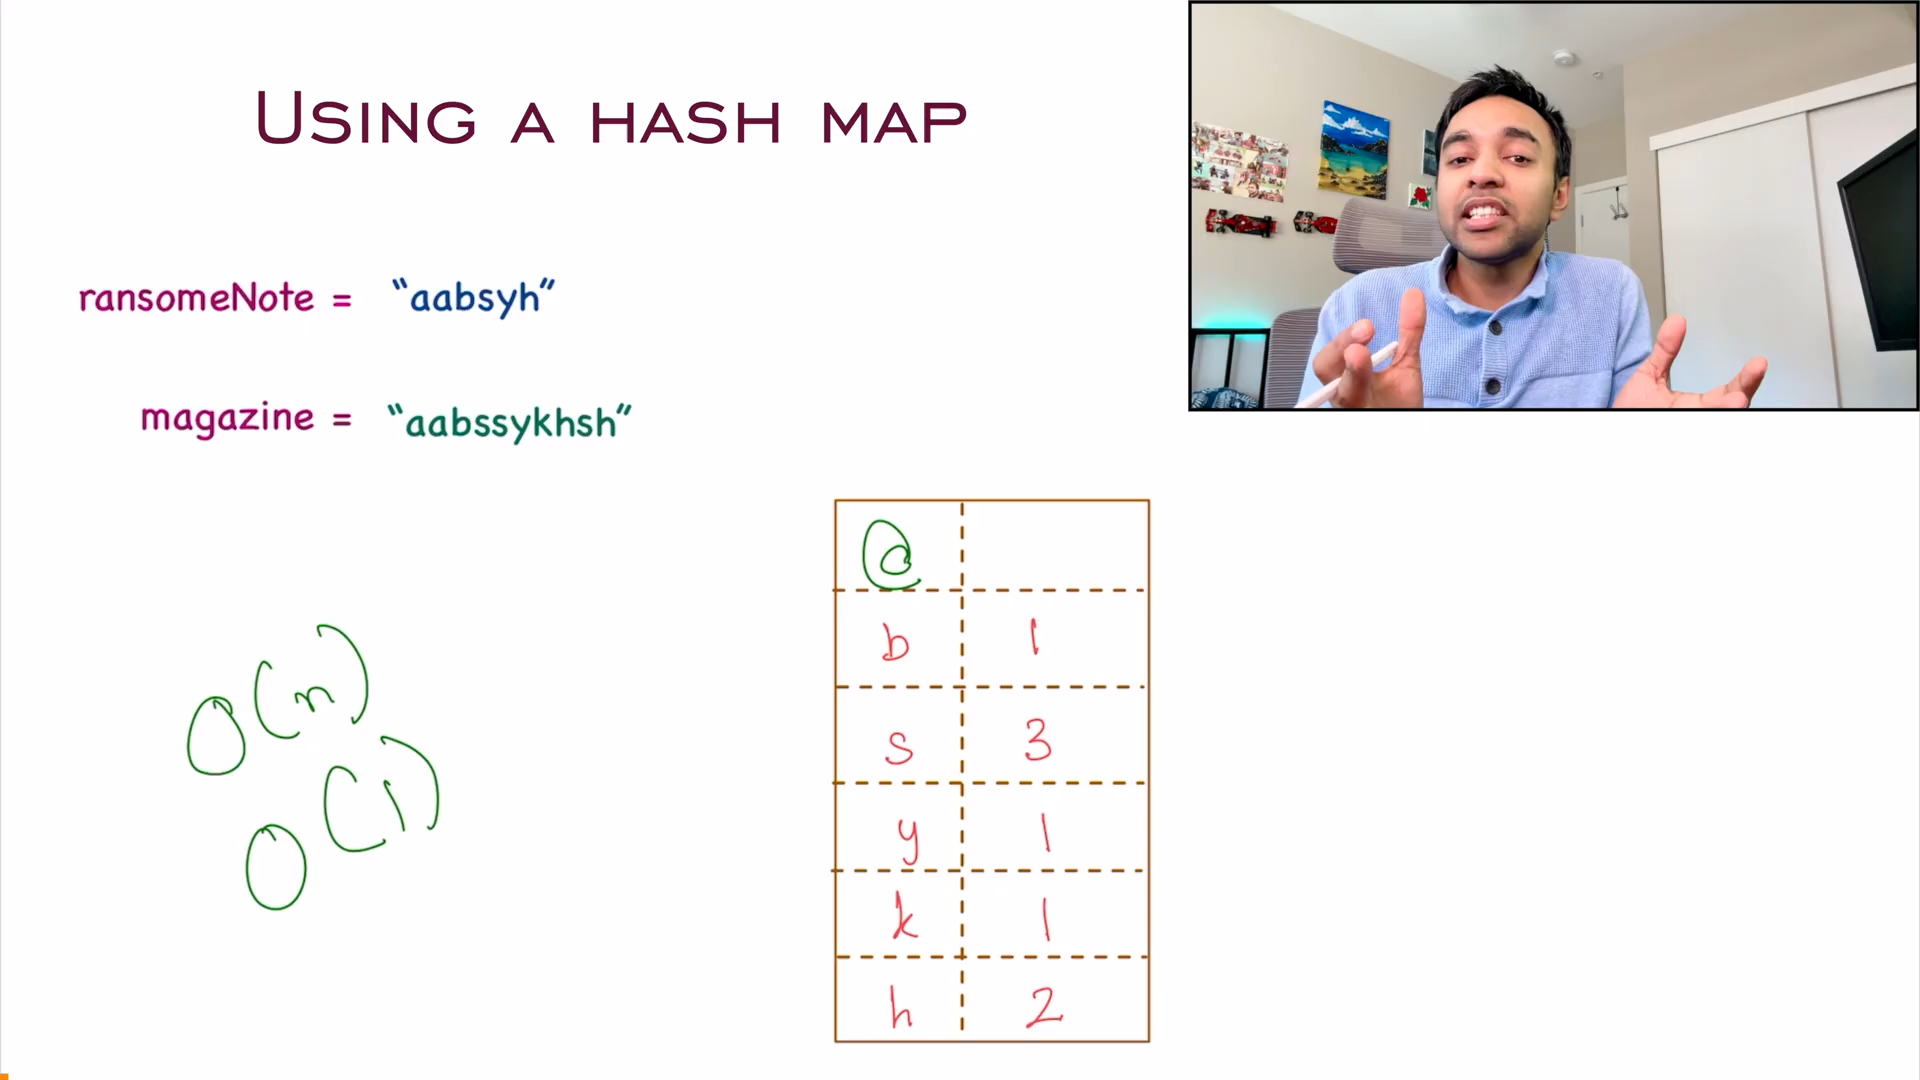 USING A HASH MAP
ransomeNote = “aabsyh”
magazine = “aabssykhsh”
a
b 1
s 3
y 1
k 1
h 2
O(n)
O(1)